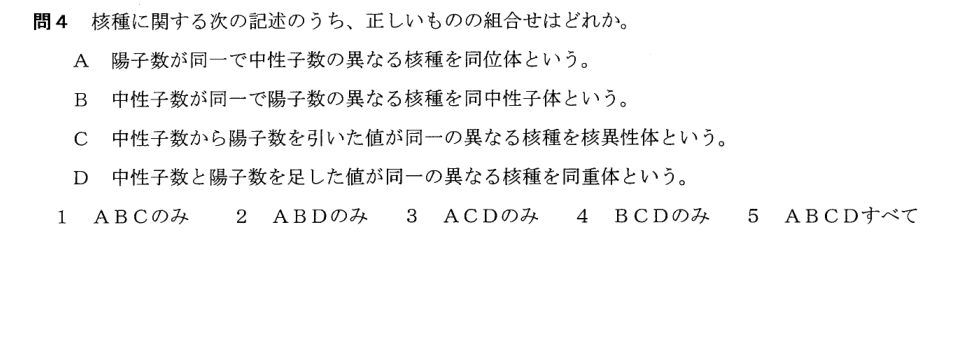 問4 核種に関する次の記述のうち、正しいものの組合せはどれか。
A 陽子数が同一で中性子数の異なる核種を同位体という。
B 中性子数が同一で陽子数の異なる核種を同中性子体という。
C 中性子数から陽子数を引いた値が同一の異なる核種を核異性体という。
D 中性子数と陽子数を足した値が同一の異なる核種を同重体という。
1 ABCのみ 2 ABDのみ 3 ACDのみ 4 BCDのみ 5 ABCDすべて